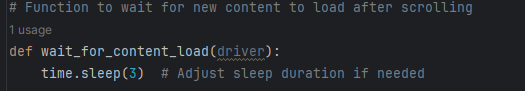 # Function to wait for new content to load after scrolling
1 usage
def wait_for_content_load(driver):
    time.sleep(3)  # Adjust sleep duration if needed